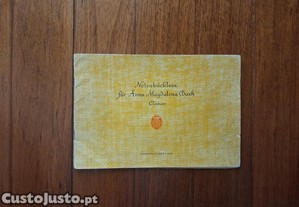 Notenbüchlein
für Anna Magdalena Bach
Clavier
CustoJusto.pt